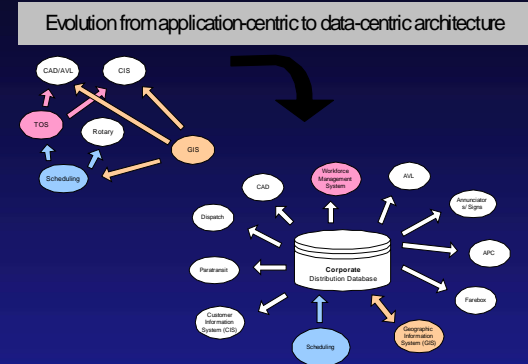 Evolution from application-centric to data-centric architecture
CAD/AVL
CIS
TOS
Rotary
GIS
Scheduling
CAD
Workforce
Management
System
AVL
Dispatch
Annunciator
s/ Signs
Paratransit
Corporate
Distribution Database
APC
Customer
Information
System (CIS)
Farebox
Scheduling
Geographic
Information
System (GIS)